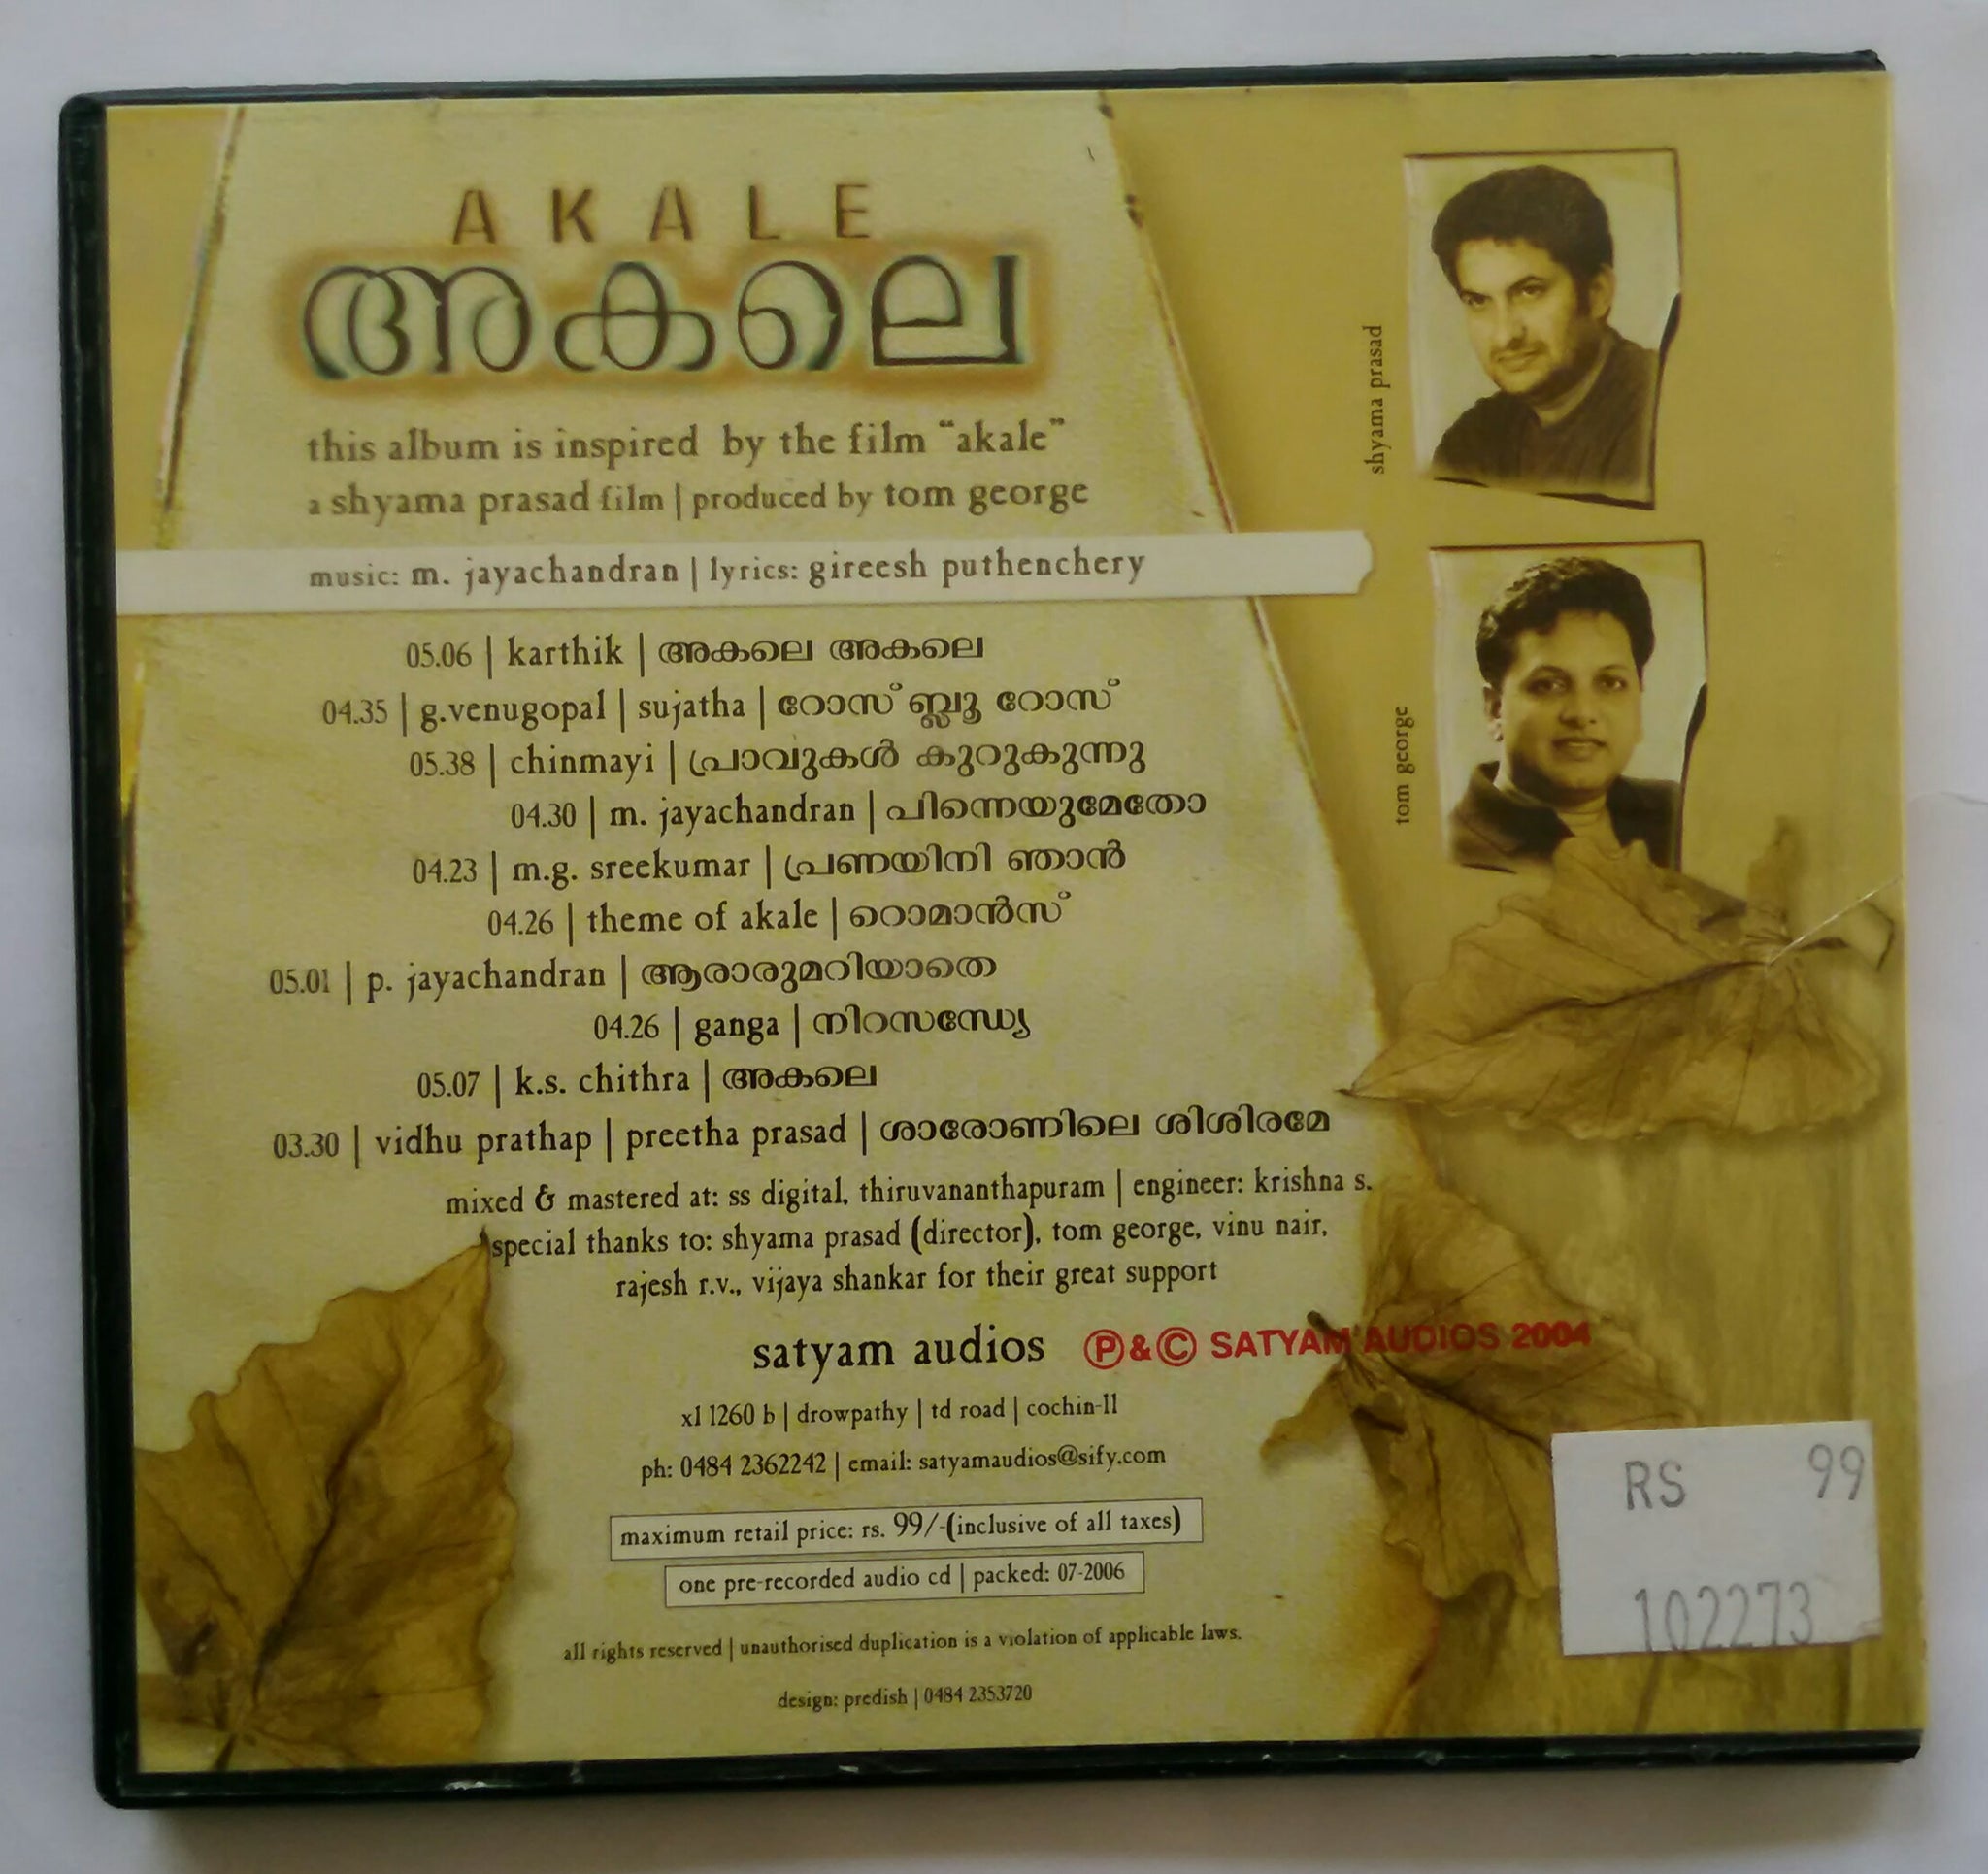 AKALE
അകലെ
this album is inspired by the film "akale"
a shyama prasad film | produced by tom george
music: m. jayachandran | lyrics: gireesh puthenchery
05.06 | karthik | അകലെ അകലെ
04.35 | g.venugopal | sujatha | റോസ് ബ്ലൂ റോസ്
05.38 | chinmayi | പ്രാവുകൾ കുറുകുന്നു
04.30 | m. jayachandran | പിന്നെയുമേതോ
04.23 | m.g. sreekumar | പ്രണയിനി ഞാൻ
04.26 | theme of akale | റൊമാൻസ്
05.01 | p. jayachandran | ആരാരുമറിയാതെ
04.26 | ganga | നിറസന്ധ്യേ
05.07 | k.s. chithra | അകലെ
03.30 | vidhu prathap | preetha prasad | ശാരോണിലെ ശിശിരമേ
mixed & mastered at: ss digital, thiruvananthapuram | engineer: krishna s.
special thanks to: shyama prasad (director), tom george, vinu nair,
rajesh r.v., vijaya shankar for their great support
satyam audios Ⓟ&© SATYAM AUDIOS 2004
xl 1260 b | drowpathy | td road | cochin-11
ph: 0484 2362242 | email: satyamaudios@sify.com
maximum retail price: rs. 99/-(inclusive of all taxes)
one pre-recorded audio cd | packed: 07-2006
all rights reserved | unauthorised duplication is a violation of applicable laws.
design: predish | 0484 2353720
shyama prasad
tom george
RS 99
102273